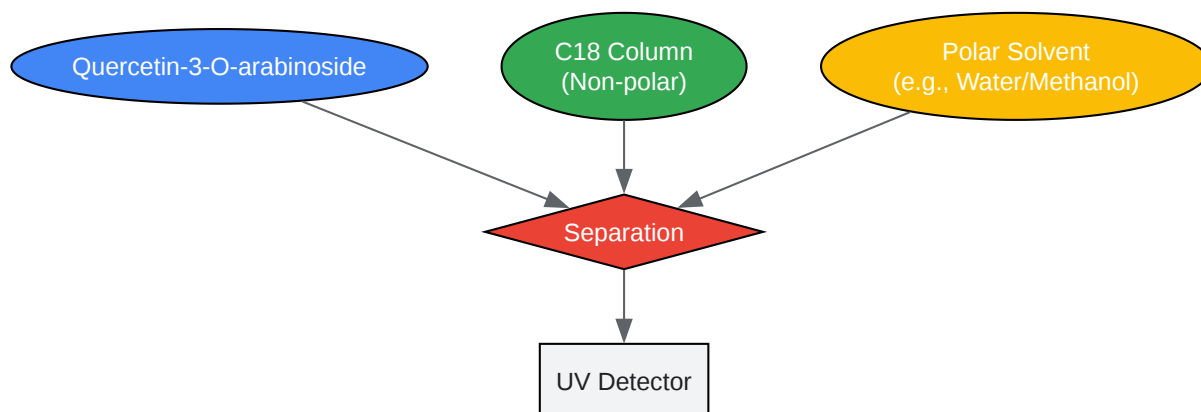 Quercetin-3-O-arabinoside
C18 Column
(Non-polar)
Polar Solvent
(e.g., Water/Methanol)
Separation
UV Detector